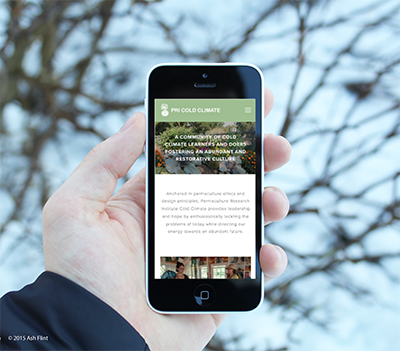 PRI COLD CLIMATE
A COMMUNITY OF COLD
CLIMATE LEARNERS AND DOERS
FOSTERING AN ABUNDANT AND
RESTORATIVE CULTURE
Anchored in permaculture ethics and
design principles, Permaculture Research
Institute Cold Climate provides leadership
and hope by enthusiastically tackling the
problems of today while directing our
energy towards an abundant future.
© 2015 Ash Flint